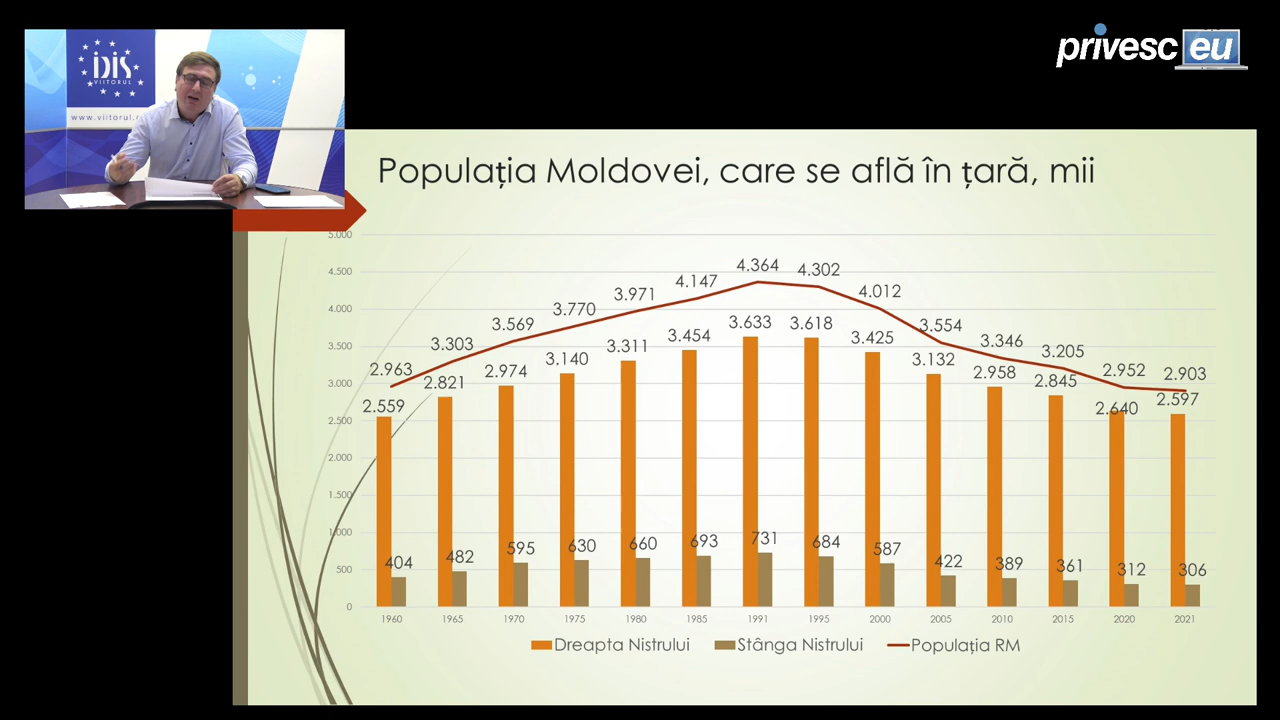 IDIS
VIITORUL
www.viitorul.
privesc eu
Populația Moldovei, care se află în țară, mii
5.000
4.500
4.000
3.500
3.000
2.500
2.000
1.500
1.000
500
0
2.963 3.303 3.569 3.770 3.971 4.147 4.364 4.302 4.012 3.554 3.346 3.205 2.952 2.903
2.559 2.821 2.974 3.140 3.311 3.454 3.633 3.618 3.425 3.132 2.958 2.845 2.640 2.597
404 482 595 630 660 693 731 684 587 422 389 361 312 306
1960 1965 1970 1975 1980 1985 1991 1995 2000 2005 2010 2015 2020 2021
Dreapta Nistrului Stânga Nistrului Populația RM